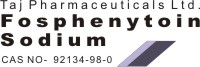 Taj Pharmaceuticals Ltd.
Fosphenytoin
Sodium
CAS NO- 92134-98-0